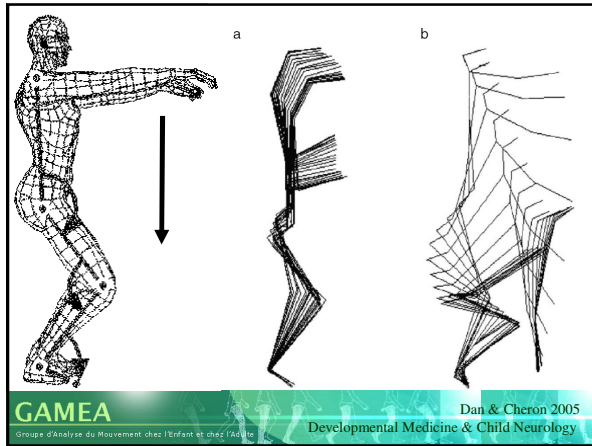 a
b
GAMEA
Groupe d'Analyse du Mouvement chez l'Enfant et chez l'Adulte
Dan & Cheron 2005
Developmental Medicine & Child Neurology